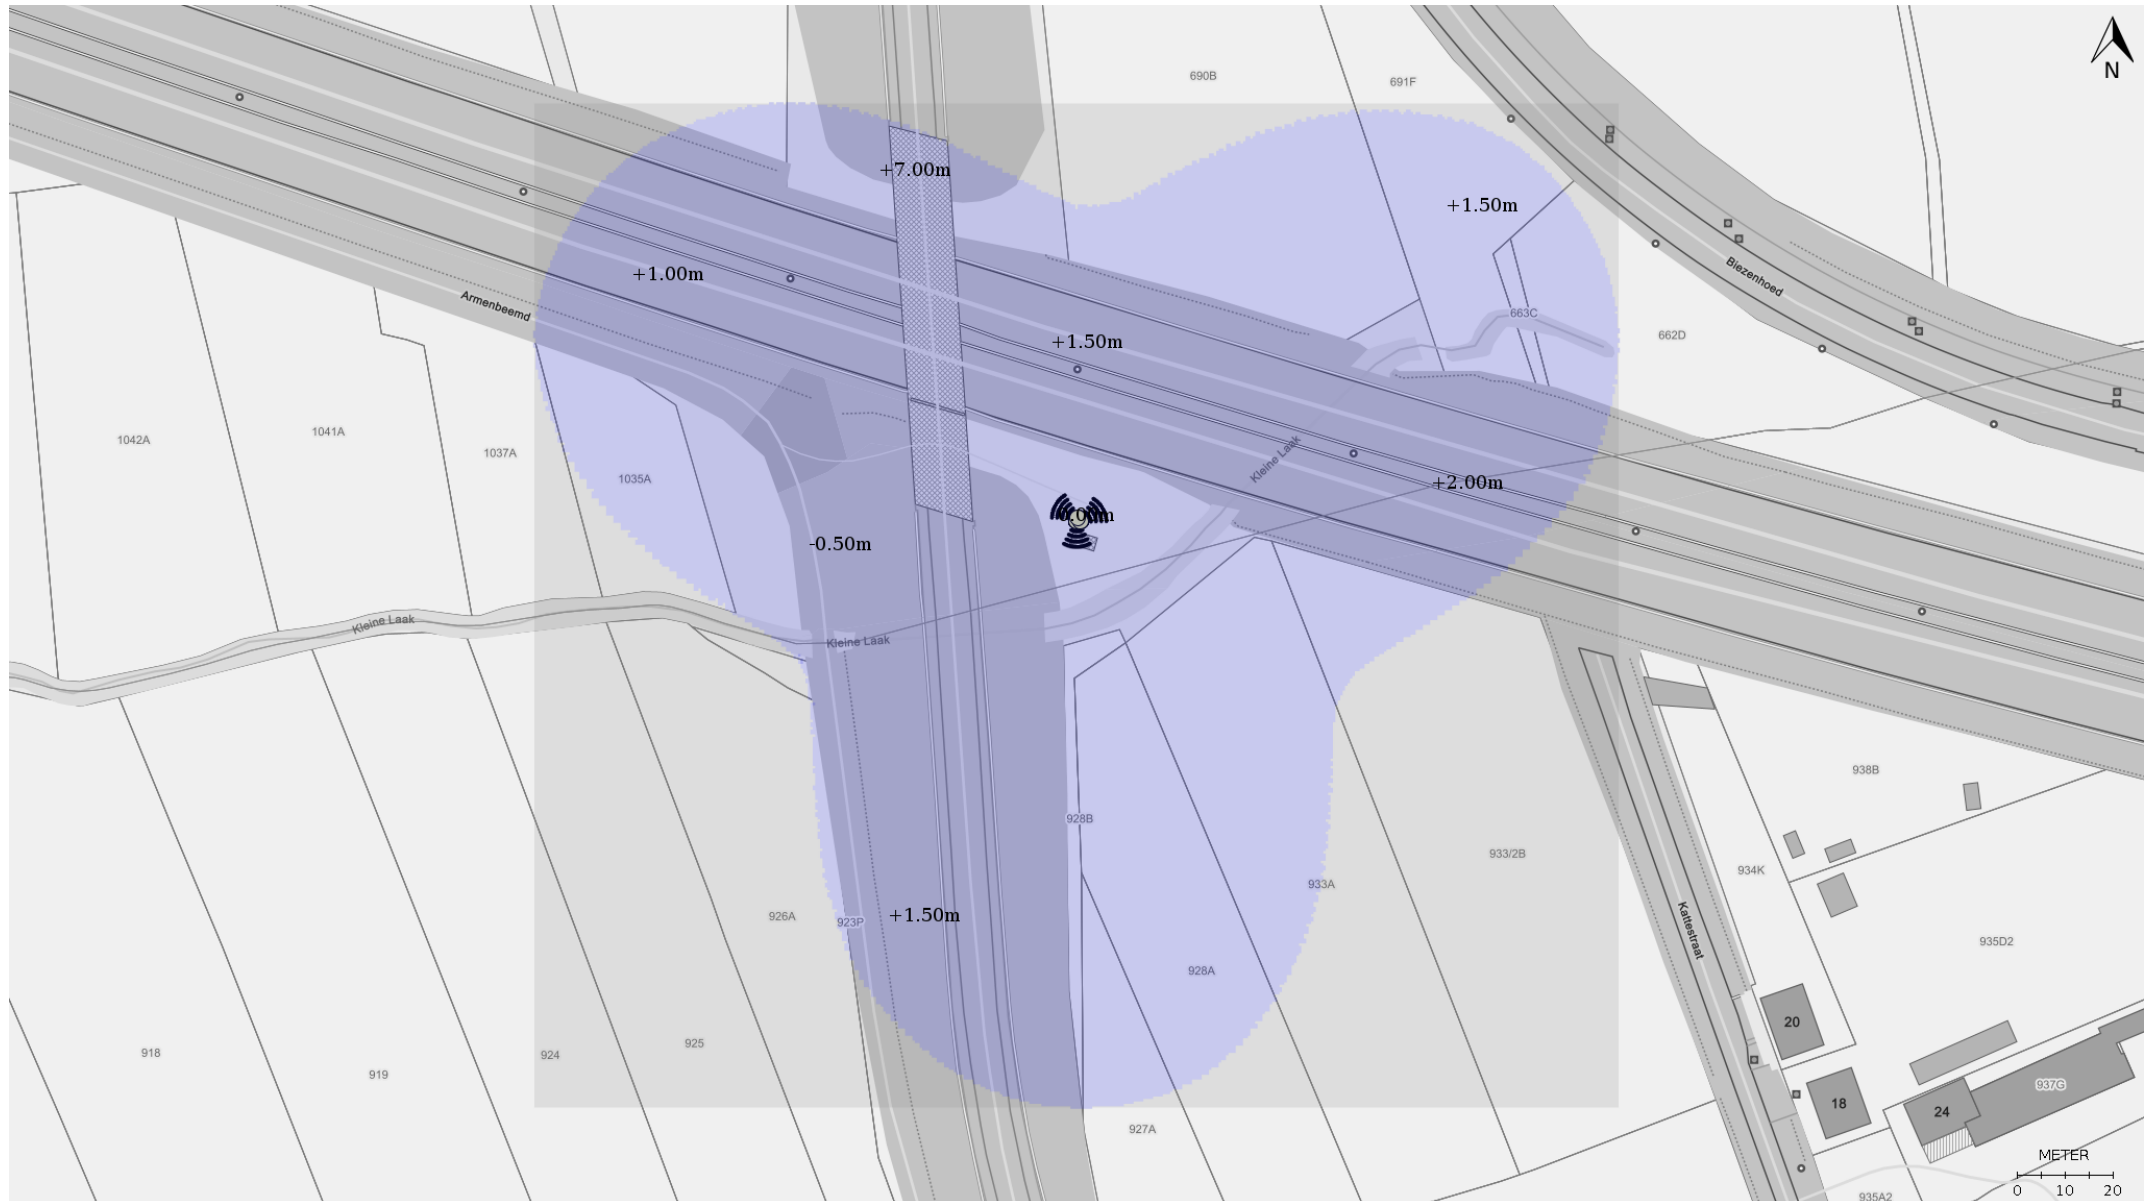 N
690B
691F
+7.00m
+1.50m
Biezenhoed
+1.00m
Armenbeemd
663C
662D
+1.50m
1042A
1041A
1037A
1035A
Kleine Laak
+2.00m
-0.50m
Kleine Laak
Kleine Laak
938B
928B
933/2B
934K
933A
926A
923P
+1.50m
Kattestraat
935D2
928A
20
918
919
924
925
937G
18
24
927A
METER
0 10 20
935A2